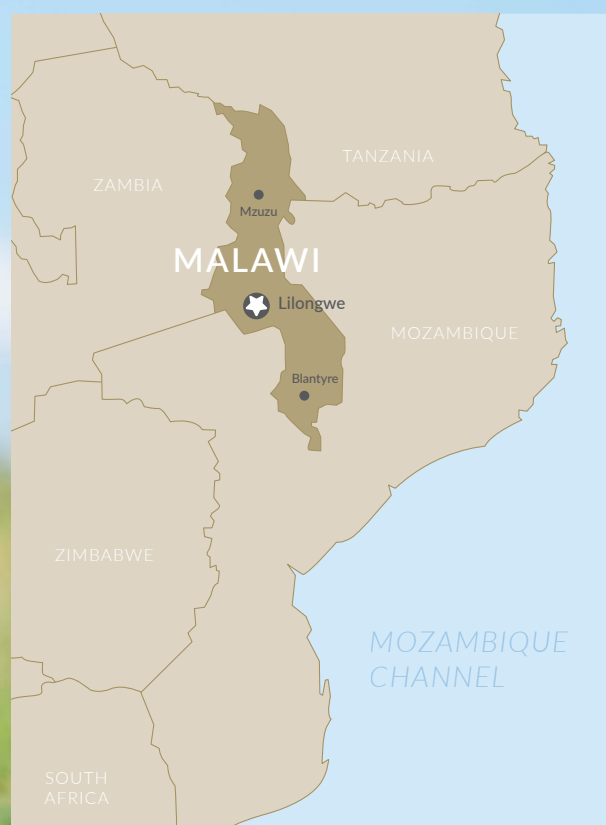 TANZANIA
ZAMBIA
Mzuzu
MALAWI
Lilongwe
MOZAMBIQUE
Blantyre
ZIMBABWE
MOZAMBIQUE
CHANNEL
SOUTH
AFRICA